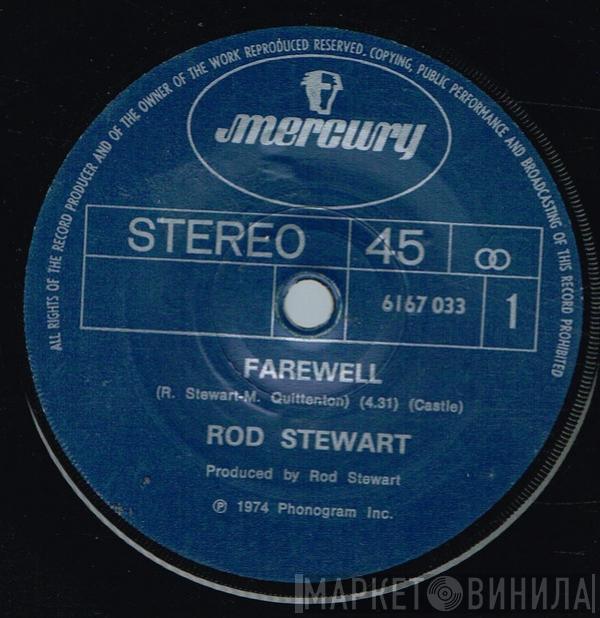 ALL RIGHTS OF THE RECORD PRODUCER AND OF THE OWNER OF THE WORK REPRODUCED RESERVED. COPYING, PUBLIC PERFORMANCE AND BROADCASTING OF THIS RECORD PROHIBITED
mercury
STEREO 45
6167 033 1
FAREWELL
(R. Stewart-M. Quittenton) (4.31) (Castle)
ROD STEWART
Produced by Rod Stewart
℗ 1974 Phonogram Inc.
МАРКЕТ ВИНИЛА